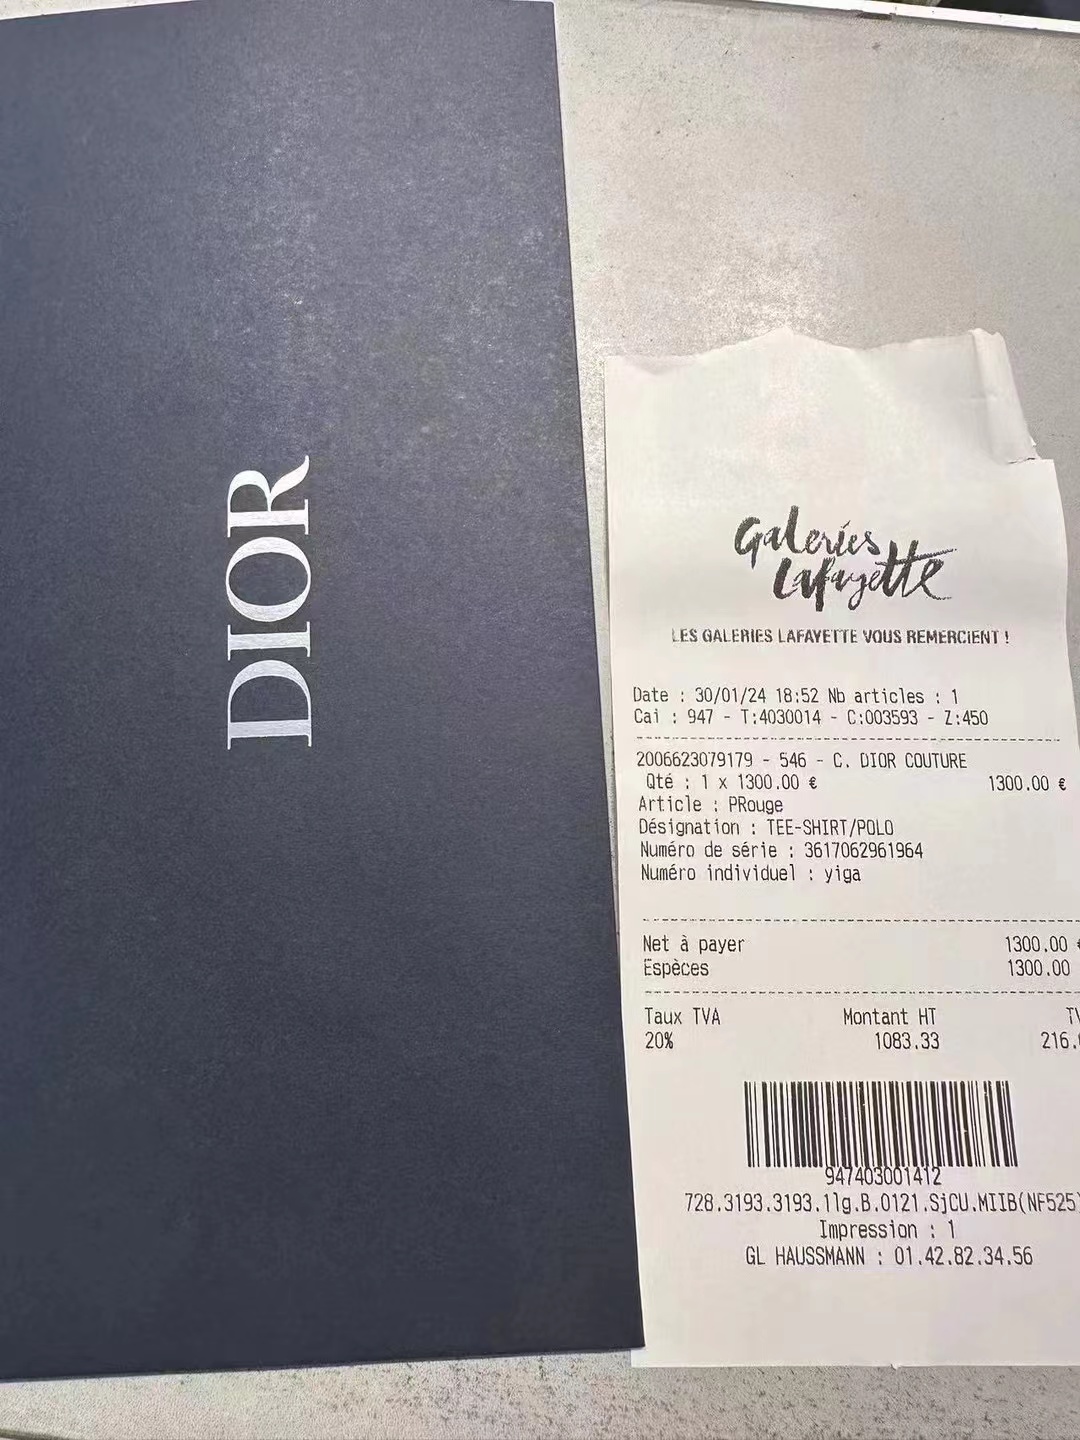 DIOR
Galeries
Lafayette
LES GALERIES LAFAYETTE VOUS REMERCIENT !
Date : 30/01/24 18:52 Nb articles : 1
Cai : 947 - T:4030014 - C:003593 - Z:450
2006623079179 - 546 - C. DIOR COUTURE
Qté : 1 x 1300.00 € 1300.00 €
Article : PRouge
Désignation : TEE-SHIRT/POLO
Numéro de série : 3617062961964
Numéro individuel : yiga
Net à payer 1300.00 €
Espèces 1300.00
Taux TVA Montant HT
20% 1083.33 216.
947403001412
728.3193.3193.11g.B.0121.SjCU.MIIB(NF525)
Impression : 1
GL HAUSSMANN : 01.42.82.34.56